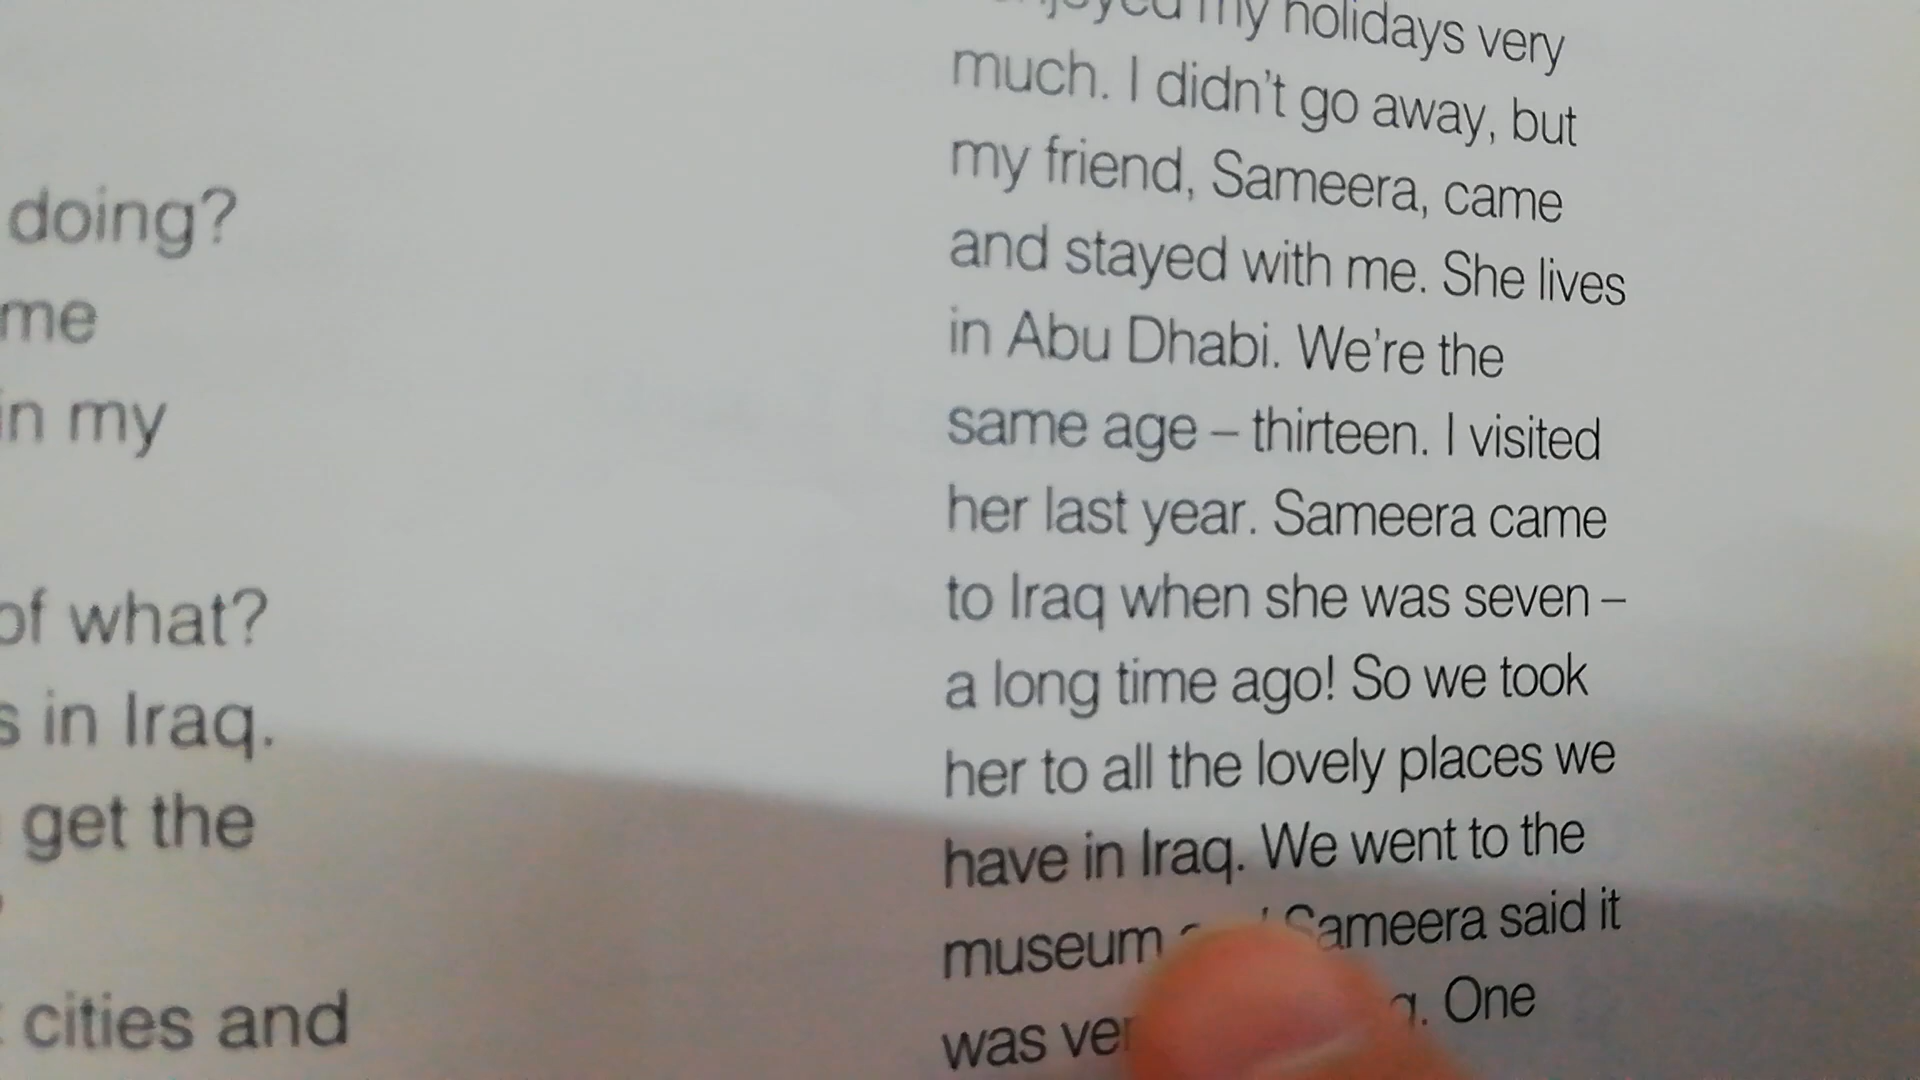 doing?
me
in my
of what?
s in Iraq.
get the
cities and
my holidays very
much. I didn't go away, but
my friend, Sameera, came
and stayed with me. She lives
in Abu Dhabi. We're the
same age – thirteen. I visited
her last year. Sameera came
to Iraq when she was seven –
a long time ago! So we took
her to all the lovely places we
have in Iraq. We went to the
museum Sameera said it
was One